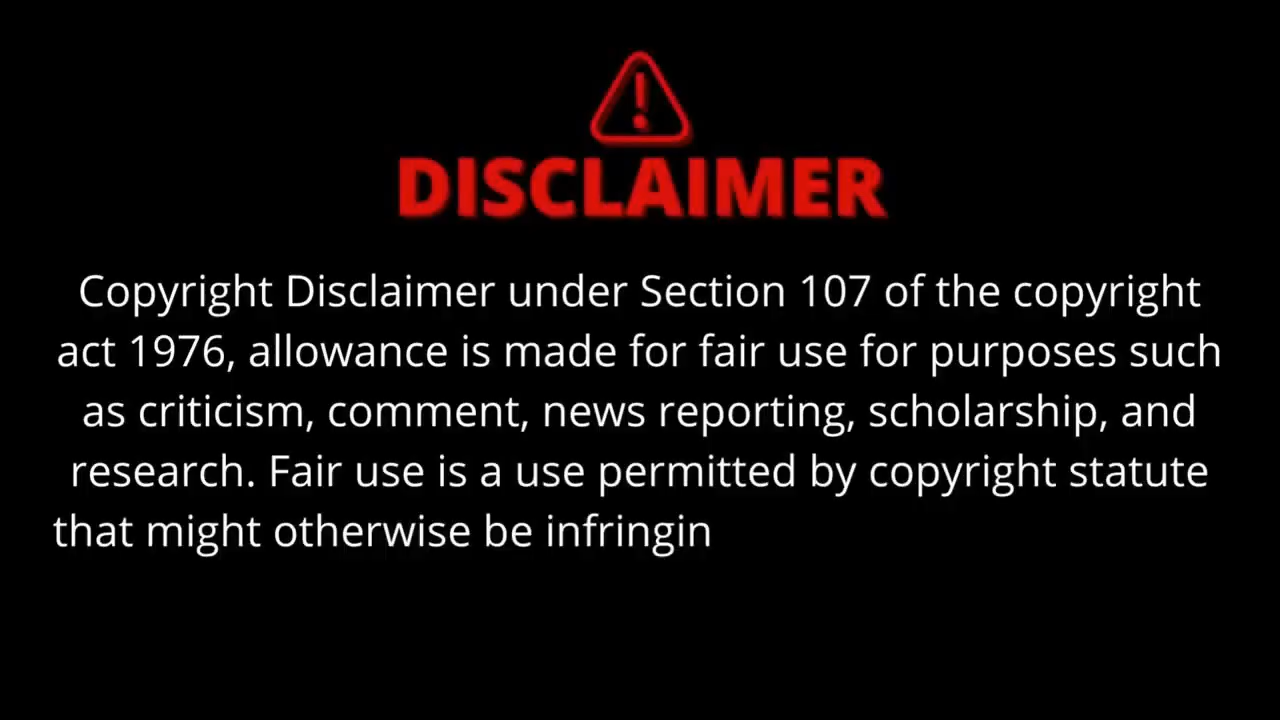 DISCLAIMER
Copyright Disclaimer under Section 107 of the copyright
act 1976, allowance is made for fair use for purposes such
as criticism, comment, news reporting, scholarship, and
research. Fair use is a use permitted by copyright statute
that might otherwise be infringin